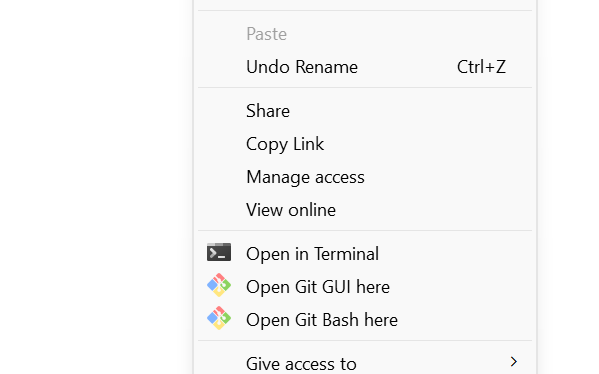 Paste
Undo Rename Ctrl+Z
Share
Copy Link
Manage access
View online
Open in Terminal
Open Git GUI here
Open Git Bash here
Give access to